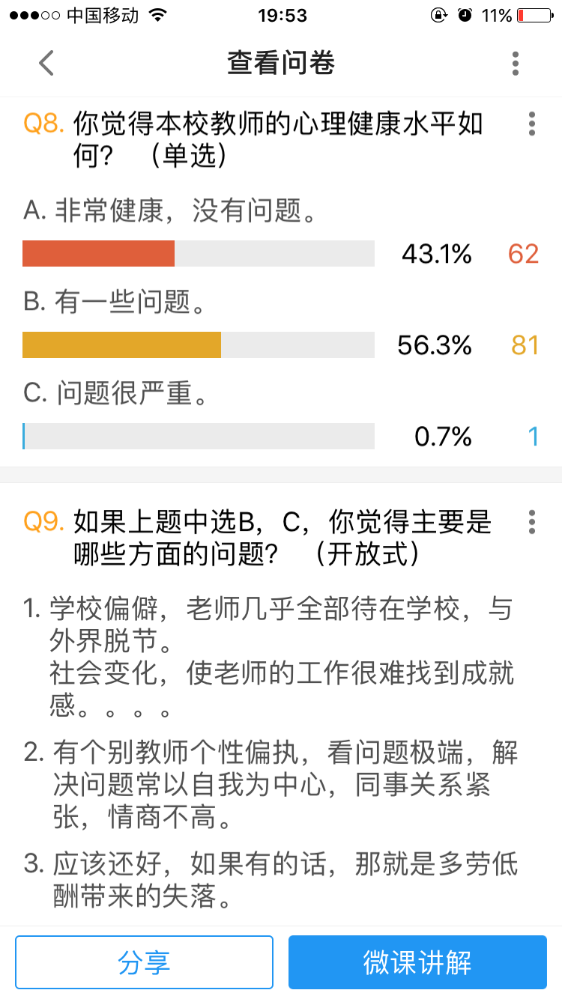 中国移动 19:53 11%
查看问卷
Q8. 你觉得本校教师的心理健康水平如
何? （单选）
A. 非常健康，没有问题。
43.1% 62
B. 有一些问题。
56.3% 81
C. 问题很严重。
0.7% 1
Q9. 如果上题中选B，C，你觉得主要是
哪些方面的问题? （开放式）
1. 学校偏僻，老师几乎全部待在学校，与
外界脱节。
社会变化，使老师的工作很难找到成就
感。。。。
2. 有个别教师个性偏执，看问题极端，解
决问题常以自我为中心，同事关系紧
张，情商不高。
3. 应该还好，如果有的话，那就是多劳低
酬带来的失落。
分享 微课讲解